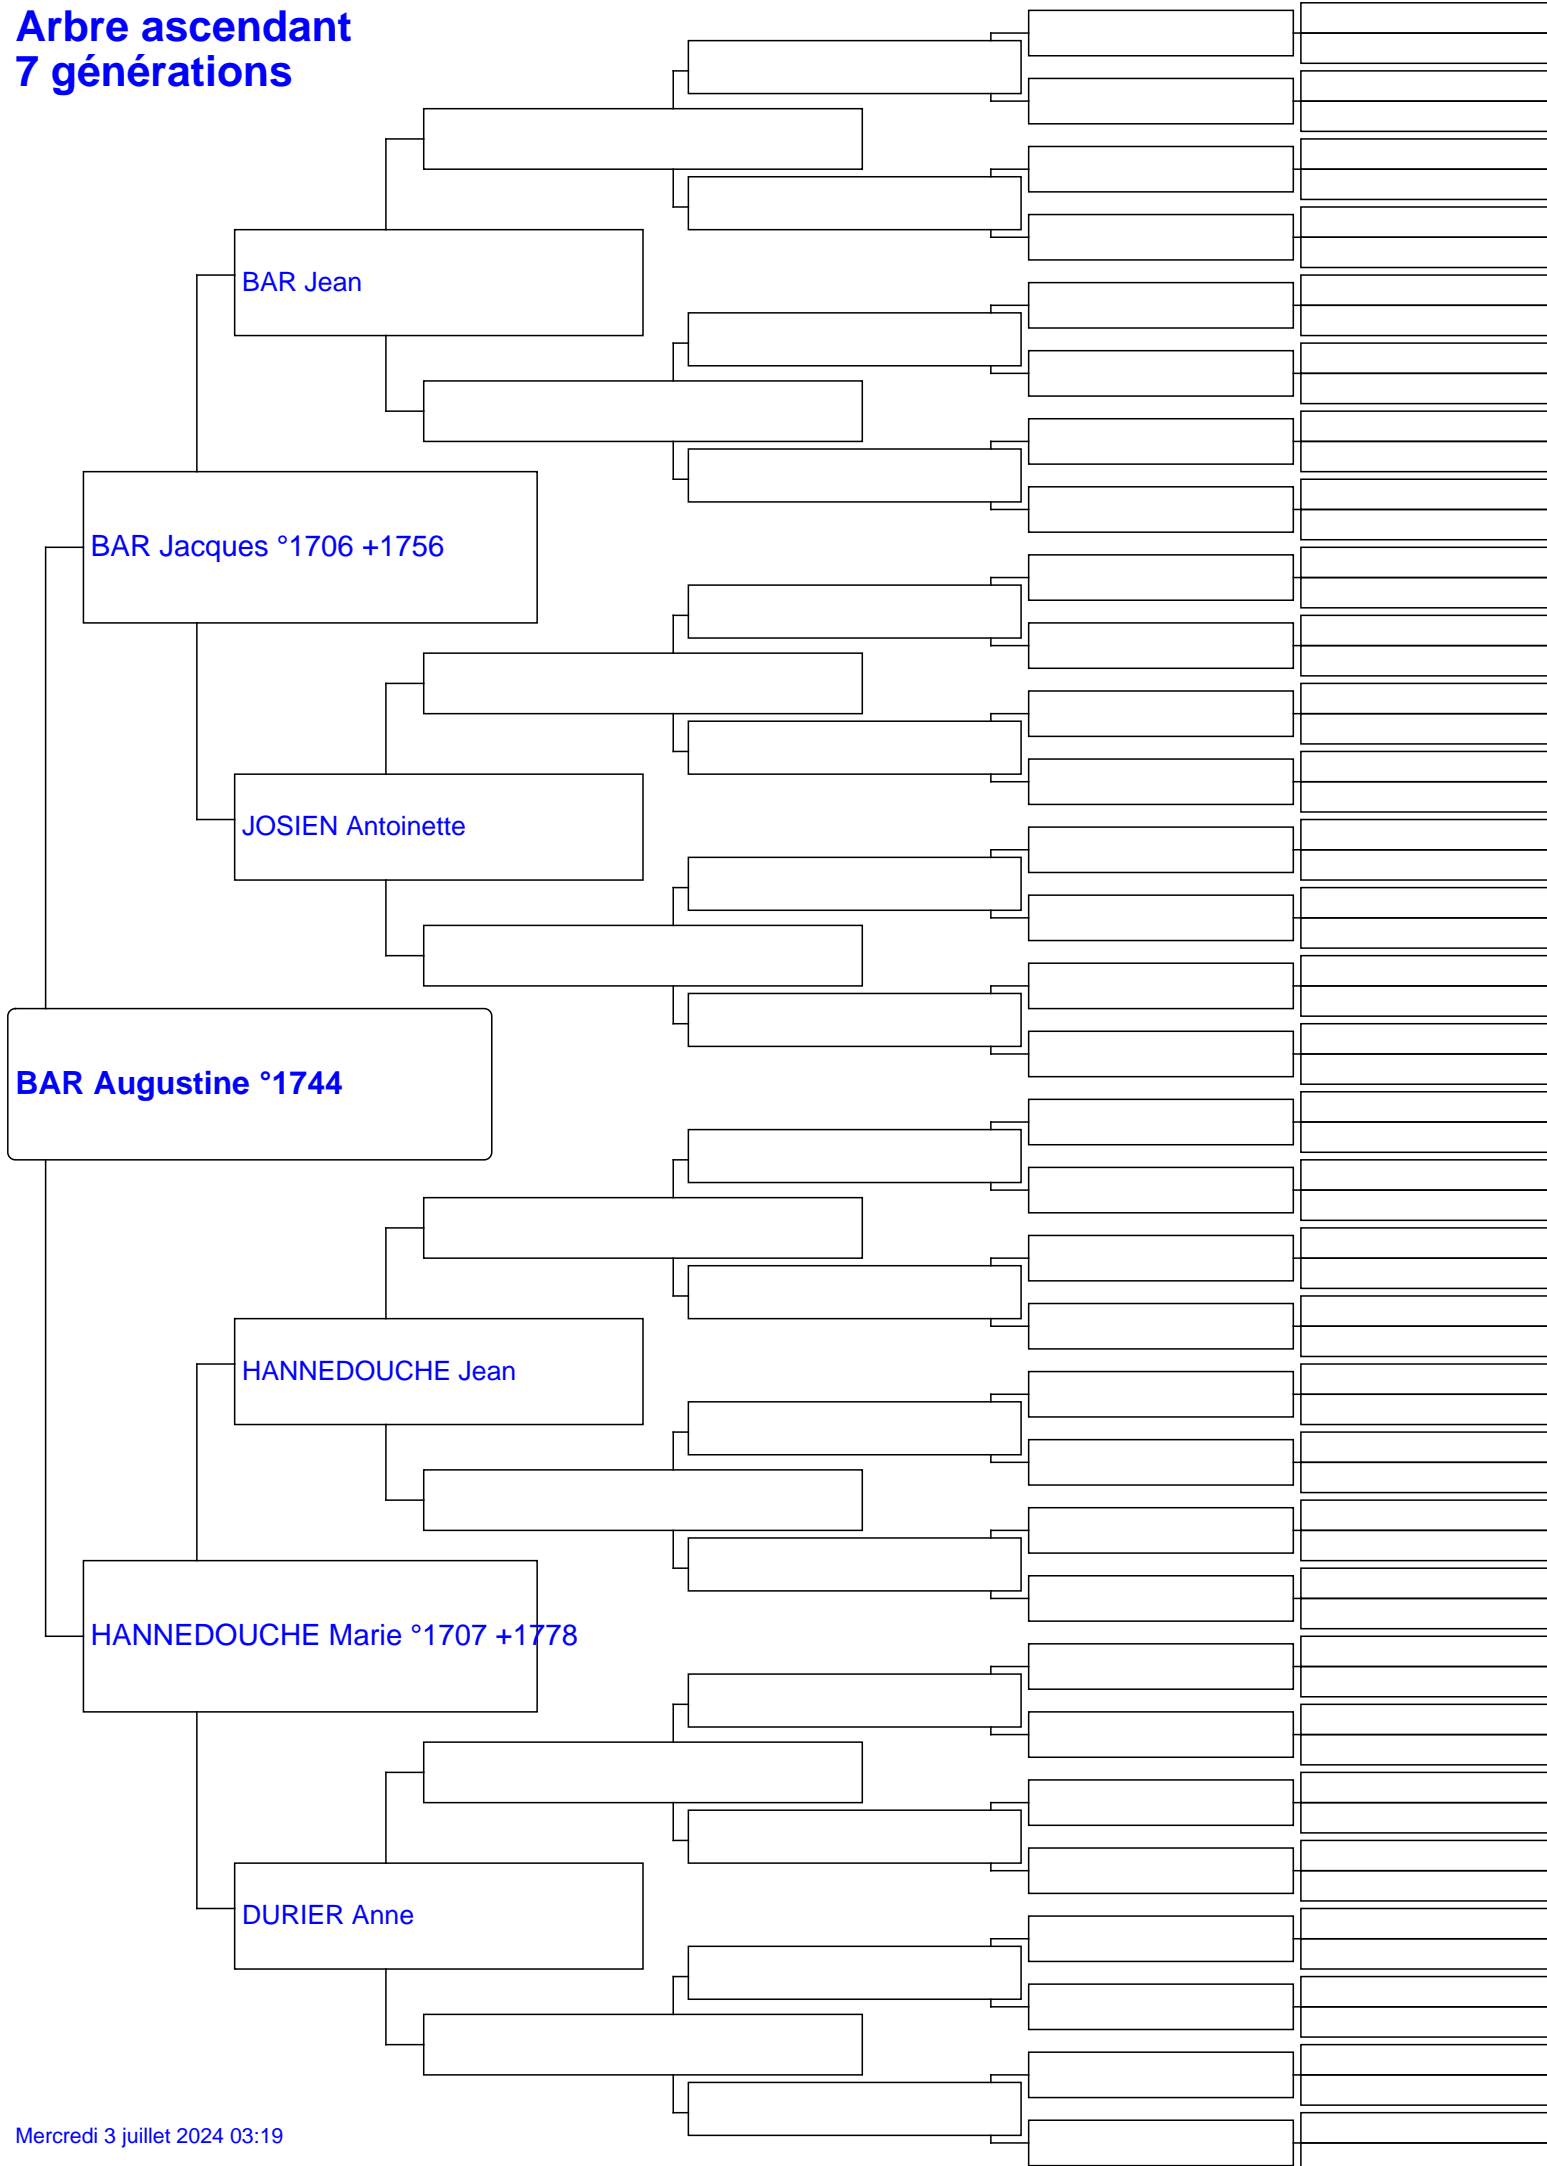 Arbre ascendant
7 générations
BAR Jean
BAR Jacques °1706 +1756
JOSIEN Antoinette
BAR Augustine °1744
HANNEDOUCHE Jean
HANNEDOUCHE Marie °1707 +1778
DURIER Anne
Mercredi 3 juillet 2024 03:19